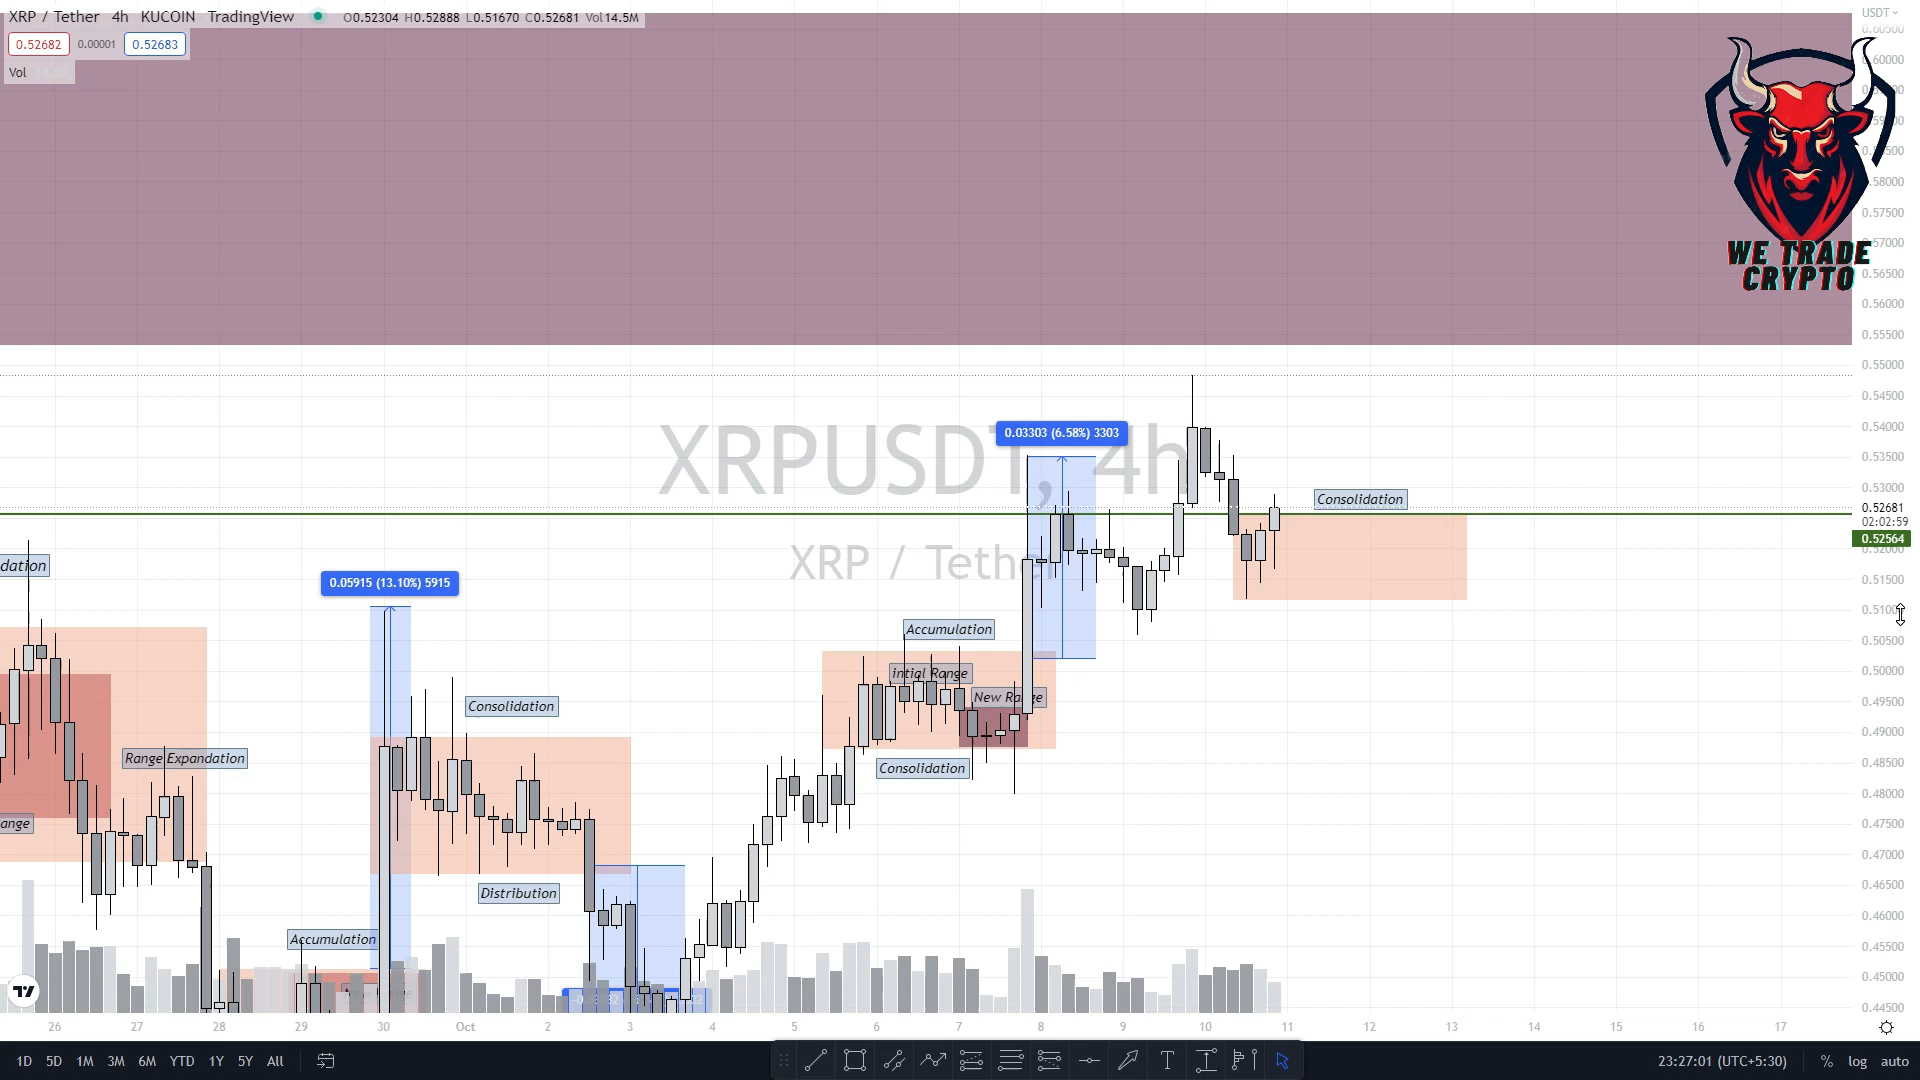 XRP / Tether 4h KUCOIN TradingView O0.52304 H0.52888 L0.51670 C0.52681 Vol14.5M
0.52682 0.00001 0.52683
Vol
USDT
0.60000
WE TRADE
CRYPTO
0.58000
0.57500
0.57000
0.56500
0.56000
0.55500
0.55000
0.54500
0.54000
0.53500
0.53000
0.52681
02:02:59
0.52564
0.52000
0.51500
0.50500
0.50000
0.49500
0.49000
0.48500
0.48000
0.47500
0.47000
0.46500
0.46000
0.45500
0.45000
0.44500
XRPUSDT, 4h
XRP / Tether
0.03303 (6.58%) 3303
Consolidation
dation
0.05915 (13.10%) 5915
Accumulation
intial Range
New Range
Consolidation
Consolidation
Range Expandation
ange
Distribution
Accumulation
26 27 28 29 30 Oct 2 3 4 5 6 7 8 9 10 11 12 13 14 15 16 17
1D 5D 1M 3M 6M YTD 1Y 5Y All
23:27:01 (UTC+5:30) % log auto